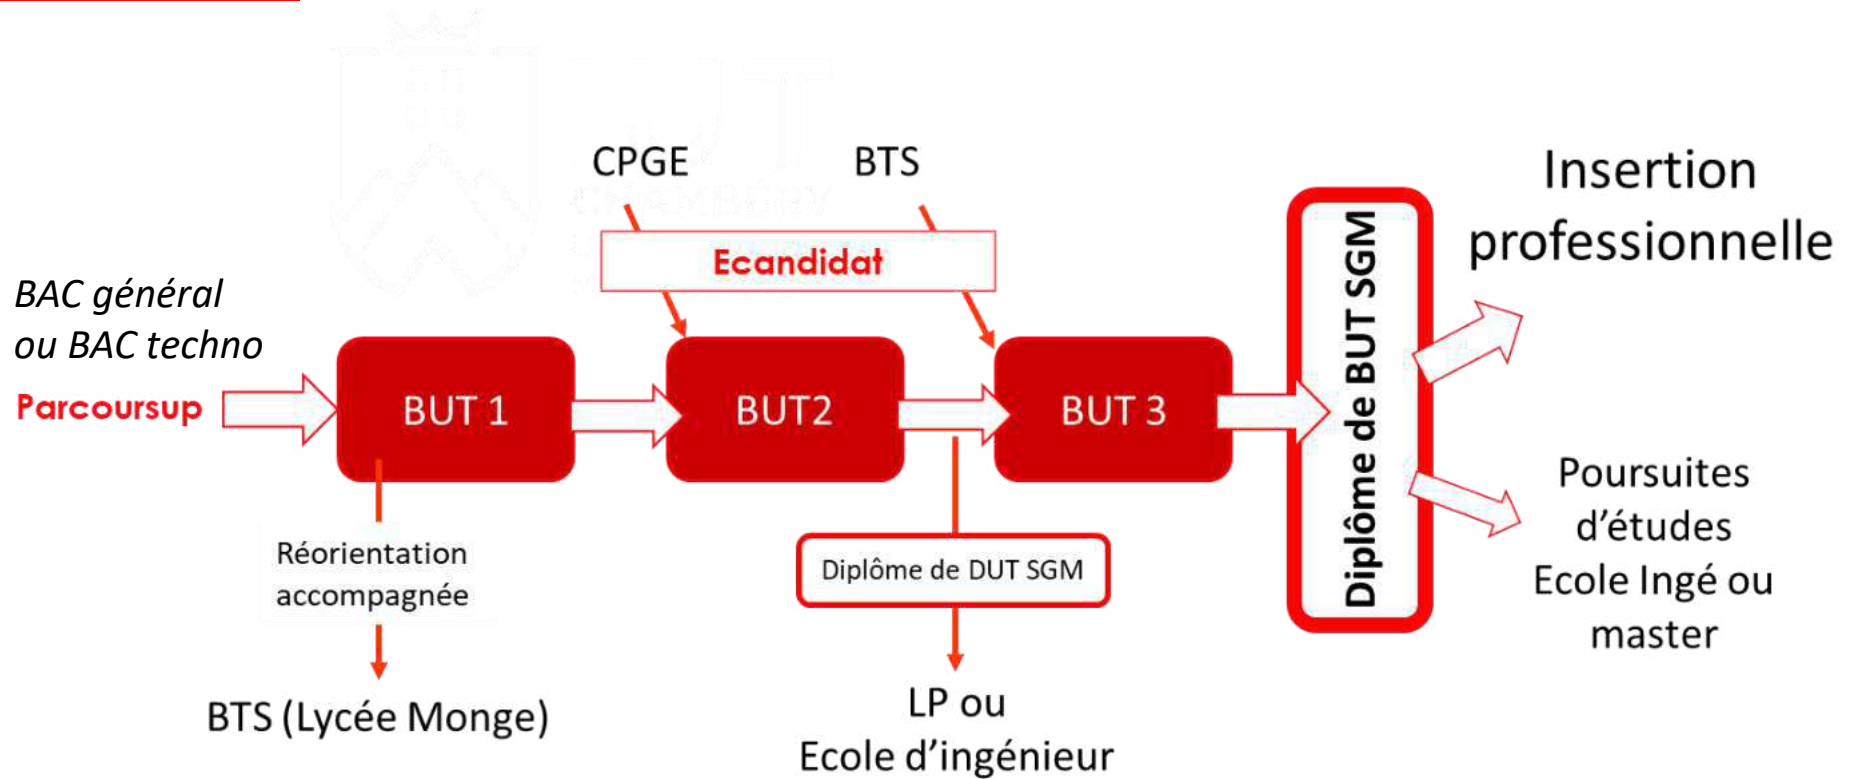 CPGE
BTS
Ecandidat
BAC général
ou BAC techno
Parcoursup
BUT 1
BUT2
BUT 3
Diplôme de BUT SGM
Insertion
professionnelle
Réorientation
accompagnée
BTS (Lycée Monge)
Diplôme de DUT SGM
LP ou
Ecole d'ingénieur
Poursuites
d'études
Ecole Ingé ou
master
IUT
CHAMBÉRY